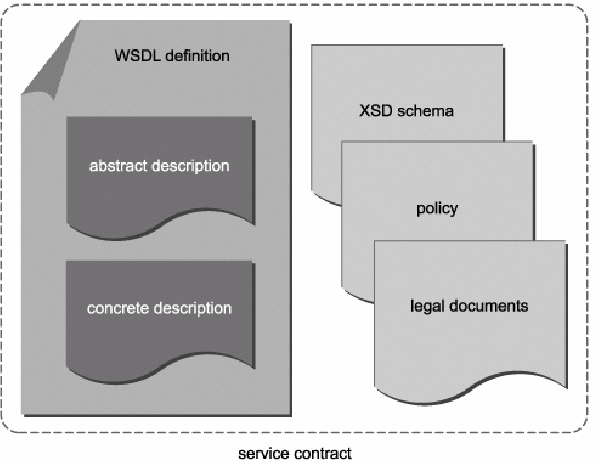 WSDL definition
abstract description
concrete description
XSD schema
policy
legal documents
service contract